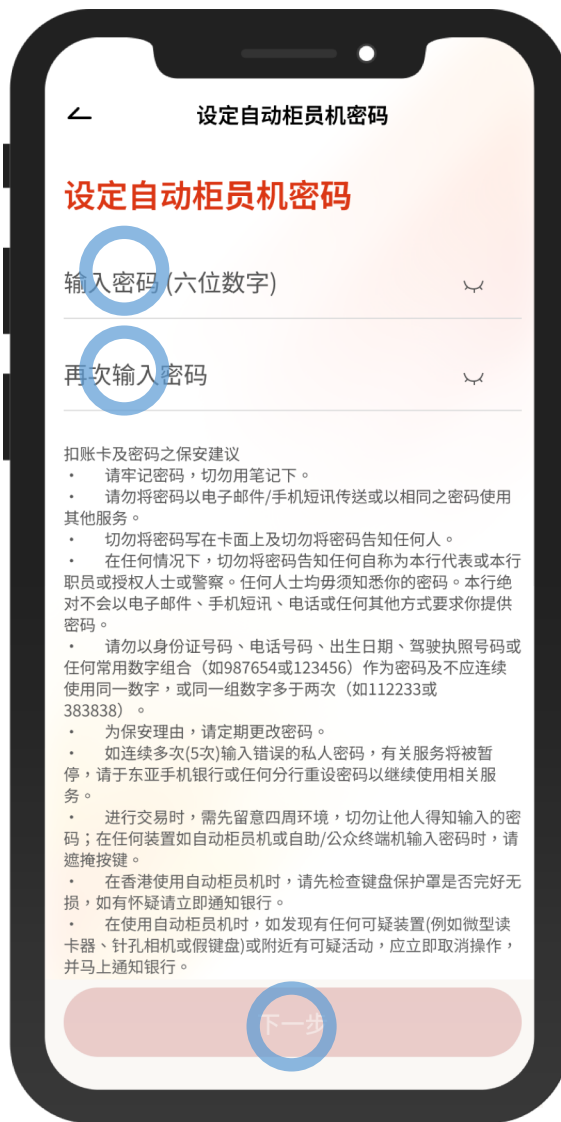 设定自动柜员机密码
设定自动柜员机密码
输入密码 (六位数字)
再次输入密码
扣账卡及密码之保安建议
• 请牢记密码，切勿用笔记下。
• 请勿将密码以电子邮件/手机短讯传送或以相同之密码使用
其他服务。
• 切勿将密码写在卡面上及切勿将密码告知任何人。
• 在任何情况下，切勿将密码告知任何自称为本行代表或本行
职员或授权人士或警察。任何人士均毋须知悉你的密码。本行绝
对不会以电子邮件、手机短讯、电话或任何其他方式要求你提供
密码。
• 请勿以身份证号码、电话号码、出生日期、驾驶执照号码或
任何常用数字组合（如987654或123456）作为密码及不应连续
使用同一数字，或同一组数字多于两次（如112233或
383838）。
• 为保安理由，请定期更改密码。
• 如连续多次(5次)输入错误的私人密码，有关服务将被暂
停，请于东亚手机银行或任何分行重设密码以继续使用相关服
务。
• 进行交易时，需先留意四周环境，切勿让他人得知输入的密
码；在任何装置如自动柜员机或自助/公众终端机输入密码时，请
遮掩按键。
• 在香港使用自动柜员机时，请先检查键盘保护罩是否完好无
损，如有怀疑请立即通知银行。
• 在使用自动柜员机时，如发现有任何可疑装置(例如微型读
卡器、针孔相机或假键盘)或附近有可疑活动，应立即取消操作，
并马上通知银行。
下一步